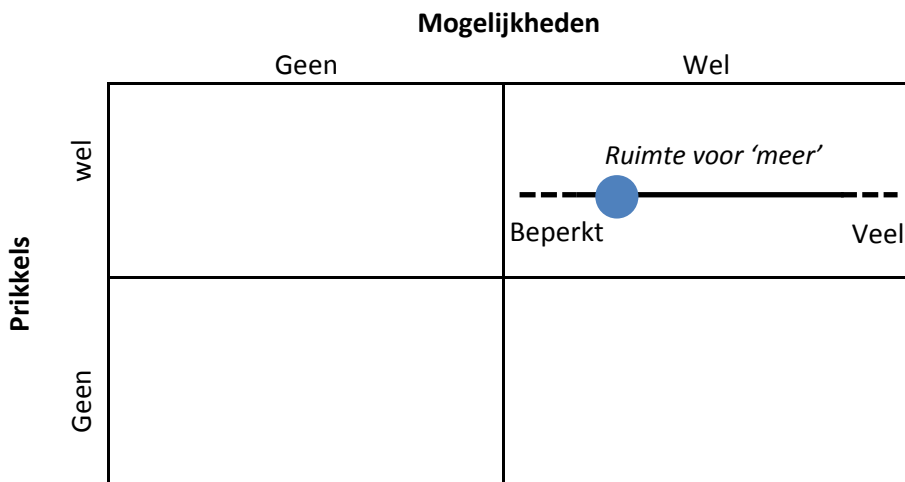 Mogelijkheden
Geen
Wel
Prikkels
wel
Ruimte voor ‘meer’
Beperkt
Veel
Geen